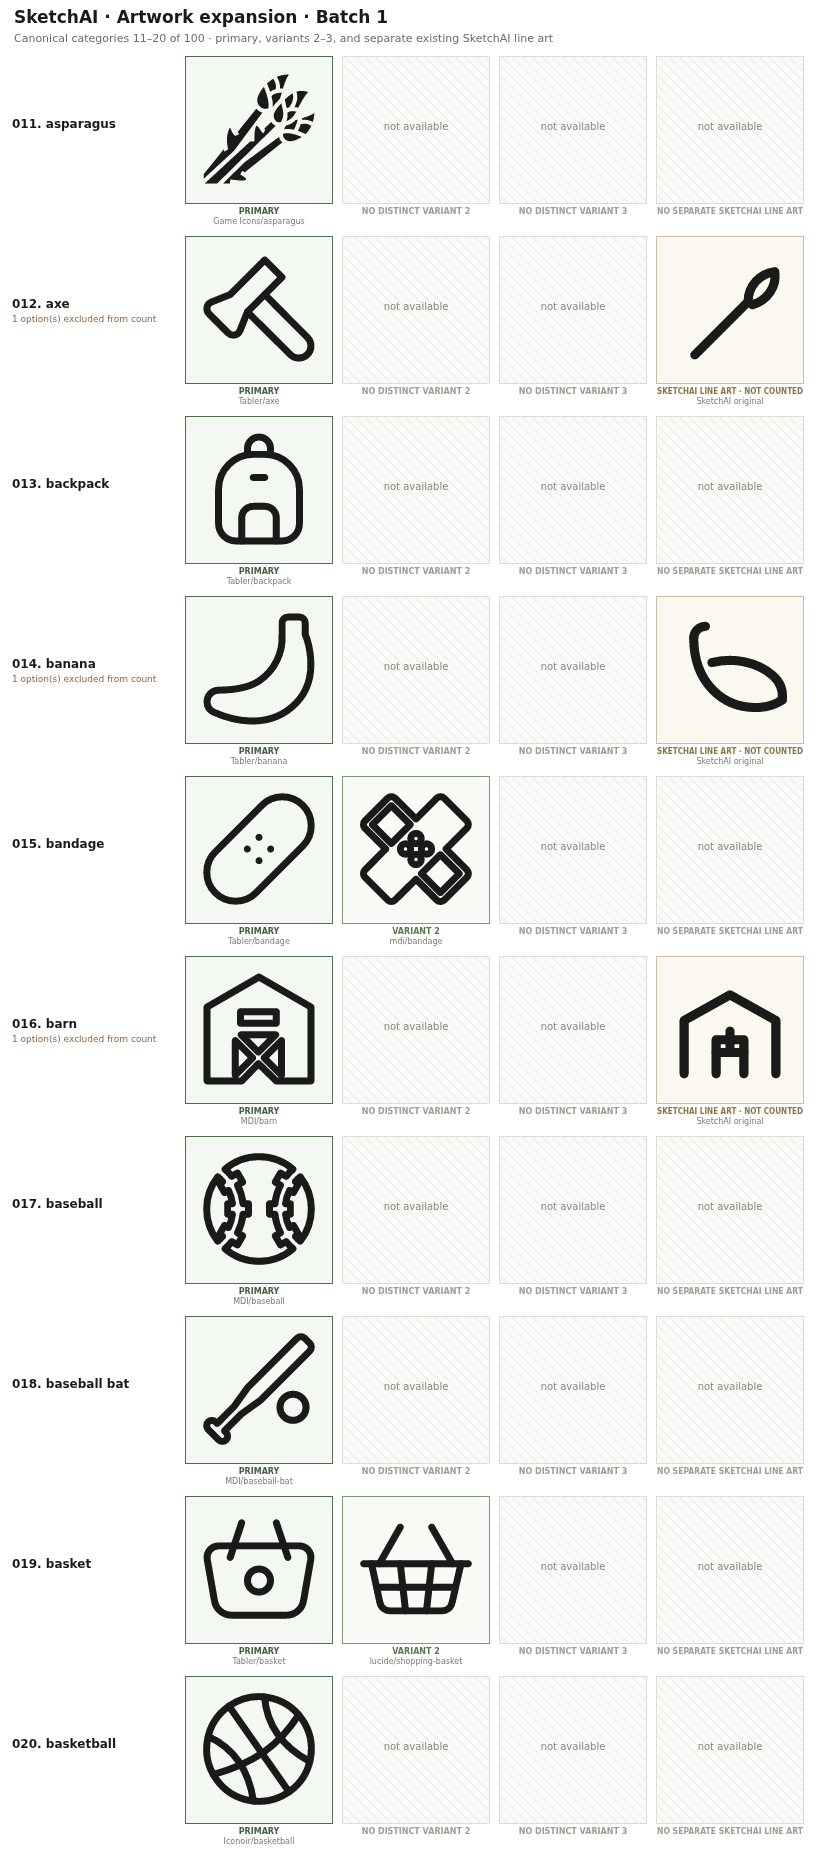 SketchAI · Artwork expansion · Batch 1
Canonical categories 11–20 of 100 · primary, variants 2–3, and separate existing SketchAI line art
011. asparagus
not available
not available
not available
PRIMARY
Game Icons/asparagus
NO DISTINCT VARIANT 2
NO DISTINCT VARIANT 3
NO SEPARATE SKETCHAI LINE ART
012. axe
1 option(s) excluded from count
not available
not available
PRIMARY
Tabler/axe
NO DISTINCT VARIANT 2
NO DISTINCT VARIANT 3
SKETCHAI LINE ART · NOT COUNTED
SketchAI original
013. backpack
not available
not available
not available
PRIMARY
Tabler/backpack
NO DISTINCT VARIANT 2
NO DISTINCT VARIANT 3
NO SEPARATE SKETCHAI LINE ART
014. banana
1 option(s) excluded from count
not available
not available
PRIMARY
Tabler/banana
NO DISTINCT VARIANT 2
NO DISTINCT VARIANT 3
SKETCHAI LINE ART · NOT COUNTED
SketchAI original
015. bandage
not available
not available
PRIMARY
Tabler/bandage
VARIANT 2
mdi/bandage
NO DISTINCT VARIANT 3
NO SEPARATE SKETCHAI LINE ART
016. barn
1 option(s) excluded from count
not available
not available
PRIMARY
MDI/barn
NO DISTINCT VARIANT 2
NO DISTINCT VARIANT 3
SKETCHAI LINE ART · NOT COUNTED
SketchAI original
017. baseball
not available
not available
not available
PRIMARY
MDI/baseball
NO DISTINCT VARIANT 2
NO DISTINCT VARIANT 3
NO SEPARATE SKETCHAI LINE ART
018. baseball bat
not available
not available
not available
PRIMARY
MDI/baseball-bat
NO DISTINCT VARIANT 2
NO DISTINCT VARIANT 3
NO SEPARATE SKETCHAI LINE ART
019. basket
not available
not available
PRIMARY
Tabler/basket
VARIANT 2
lucide/shopping-basket
NO DISTINCT VARIANT 3
NO SEPARATE SKETCHAI LINE ART
020. basketball
not available
not available
not available
PRIMARY
Iconoir/basketball
NO DISTINCT VARIANT 2
NO DISTINCT VARIANT 3
NO SEPARATE SKETCHAI LINE ART